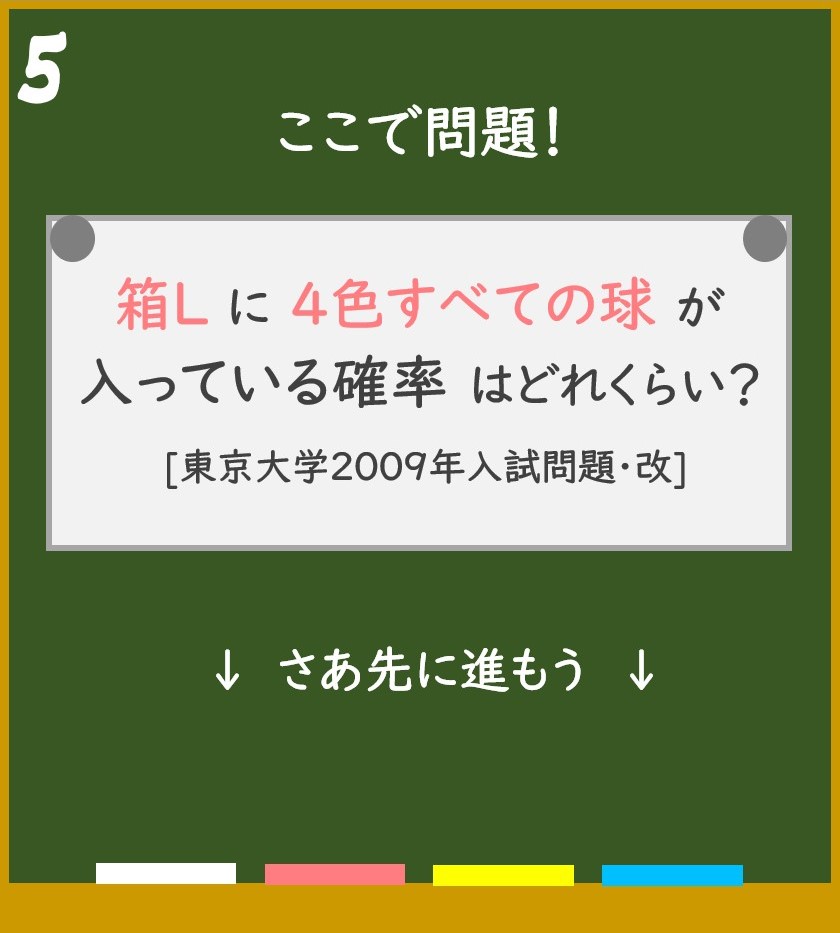 5
ここで問題!
箱L に 4色すべての球 が
入っている確率 はどれくらい?
[東京大学2009年入試問題・改]
↓ さあ先に進もう ↓